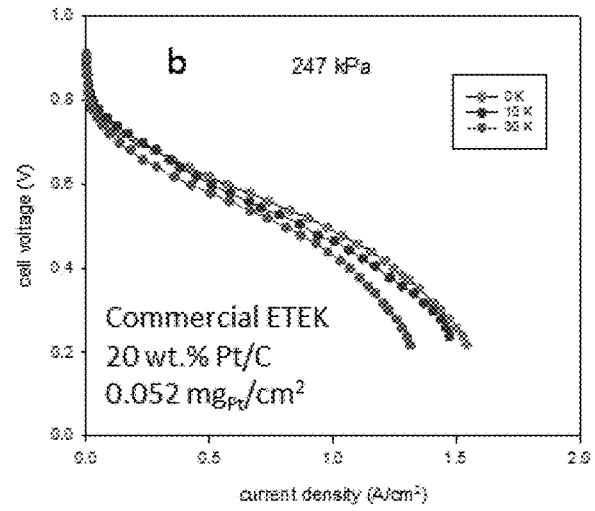 1.0
0.8
0.6
0.4
0.2
0.0
cell voltage (V)
b
247 kPa
0 K
10 K
30 K
Commercial ETEK
20 wt.% Pt/C
0.052 mgPt/cm²
0.0 0.5 1.0 1.5 2.0
current density (A/cm²)